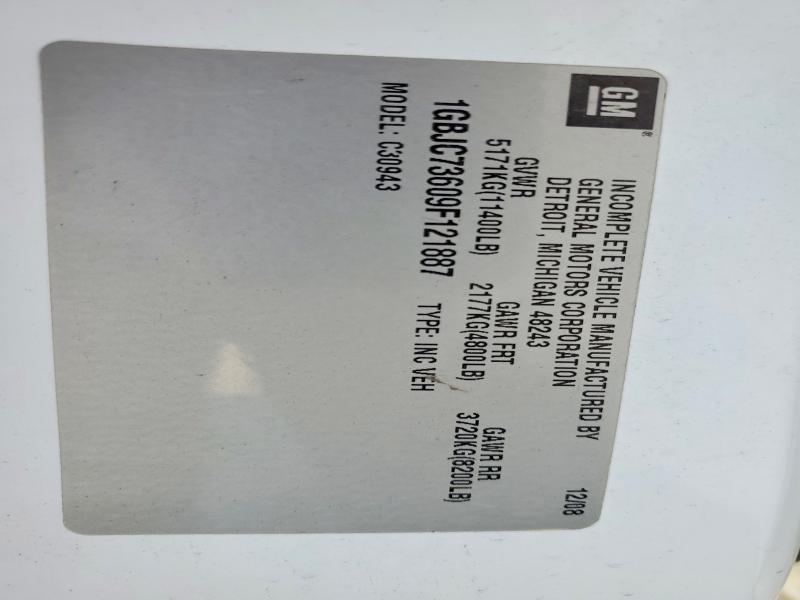 GM®
INCOMPLETE VEHICLE MANUFACTURED BY 12/08
GENERAL MOTORS CORPORATION
DETROIT, MICHIGAN 48243
GVWR GAWR FRT GAWR RR
5171KG(11400LB) 2177KG(4800LB) 3720KG(8200LB)
1GBJC73609F121887 TYPE: INC VEH
MODEL: C30943